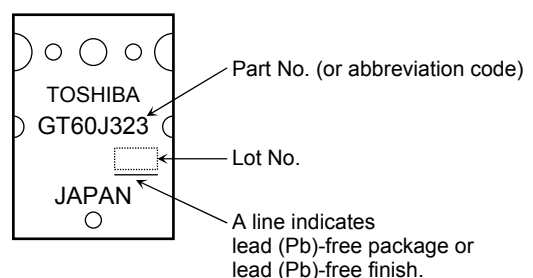 TOSHIBA
GT60J323
JAPAN
Part No. (or abbreviation code)
Lot No.
A line indicates
lead (Pb)-free package or
lead (Pb)-free finish.